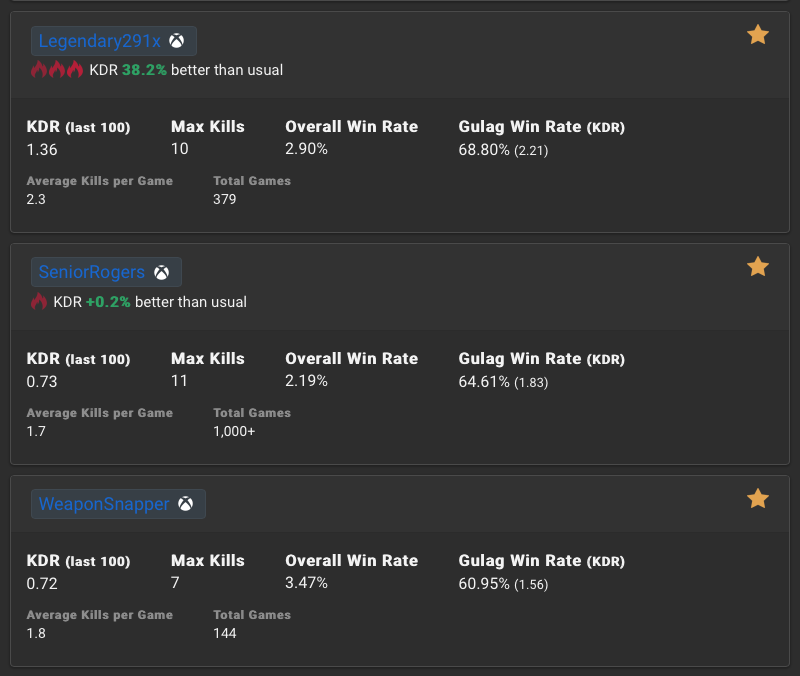 Legendary291x
KDR 38.2% better than usual
KDR (last 100) Max Kills Overall Win Rate Gulag Win Rate (KDR)
1.36 10 2.90% 68.80% (2.21)
Average Kills per Game Total Games
2.3 379
SeniorRogers
KDR +0.2% better than usual
KDR (last 100) Max Kills Overall Win Rate Gulag Win Rate (KDR)
0.73 11 2.19% 64.61% (1.83)
Average Kills per Game Total Games
1.7 1,000+
WeaponSnapper
KDR (last 100) Max Kills Overall Win Rate Gulag Win Rate (KDR)
0.72 7 3.47% 60.95% (1.56)
Average Kills per Game Total Games
1.8 144